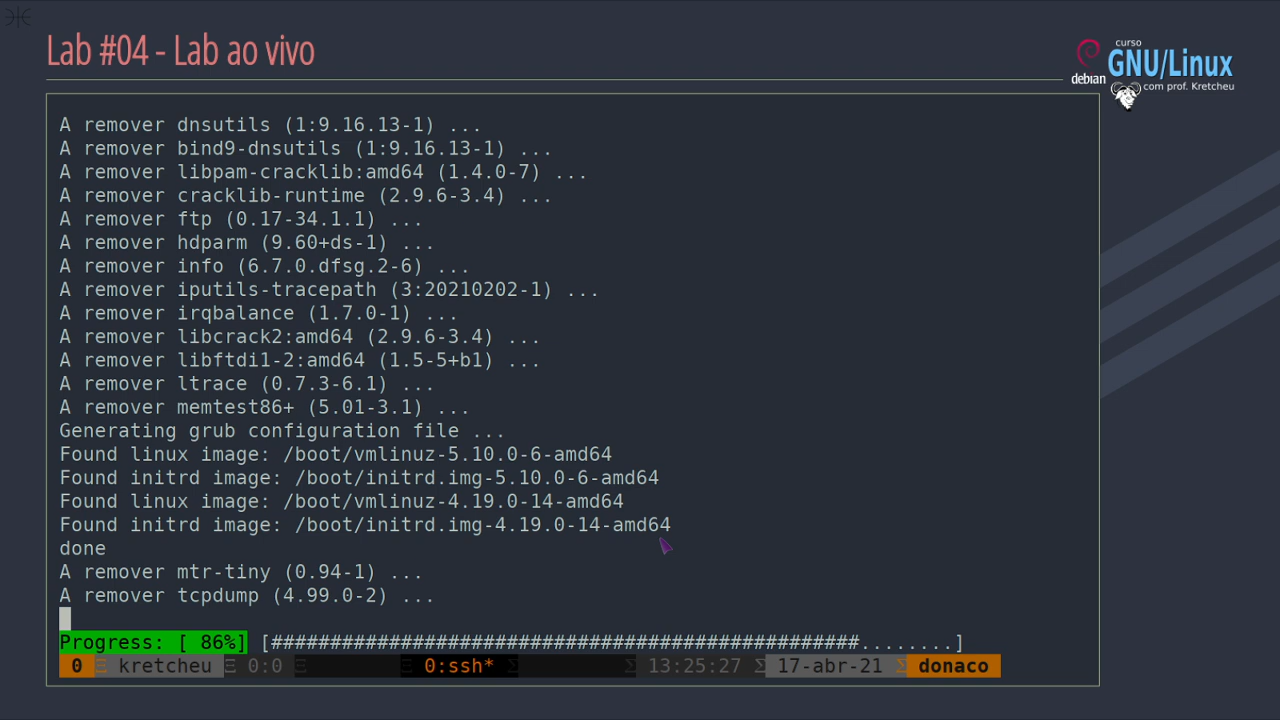 Lab #04 - Lab ao vivo
curso
GNU/Linux
debian
com prof. Kretcheu
A remover dnsutils (1:9.16.13-1) ...
A remover bind9-dnsutils (1:9.16.13-1) ...
A remover libpam-cracklib:amd64 (1.4.0-7) ...
A remover cracklib-runtime (2.9.6-3.4) ...
A remover ftp (0.17-34.1.1) ...
A remover hdparm (9.60+ds-1) ...
A remover info (6.7.0.dfsg.2-6) ...
A remover iputils-tracepath (3:20210202-1) ...
A remover irqbalance (1.7.0-1) ...
A remover libcrack2:amd64 (2.9.6-3.4) ...
A remover libftdi1-2:amd64 (1.5-5+b1) ...
A remover ltrace (0.7.3-6.1) ...
A remover memtest86+ (5.01-3.1) ...
Generating grub configuration file ...
Found linux image: /boot/vmlinuz-5.10.0-6-amd64
Found initrd image: /boot/initrd.img-5.10.0-6-amd64
Found linux image: /boot/vmlinuz-4.19.0-14-amd64
Found initrd image: /boot/initrd.img-4.19.0-14-amd64
done
A remover mtr-tiny (0.94-1) ...
A remover tcpdump (4.99.0-2) ...
Progress: [ 86%] [##################################################........]
0 Ξ kretcheu Ξ 0:0 Ξ 0:ssh* Σ Σ 13:25:27 Σ 17-abr-21 Σ donaco